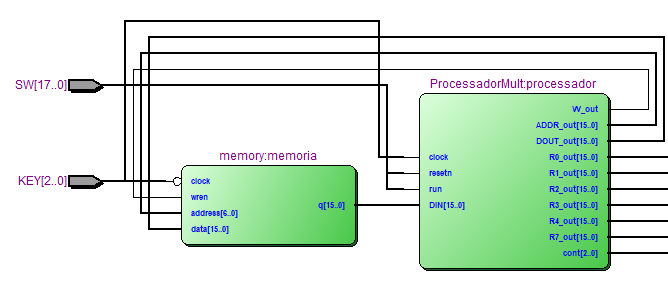 SW[17..0]
KEY[2..0]
memory:memoria
clock
wren
address[6..0]
data[15..0]
q[15..0]
ProcessadorMult:processador
clock
resetn
run
DIN[15..0]
W_out
ADDR_out[15..0]
DOUT_out[15..0]
R0_out[15..0]
R1_out[15..0]
R2_out[15..0]
R3_out[15..0]
R4_out[15..0]
R7_out[15..0]
cont[2..0]